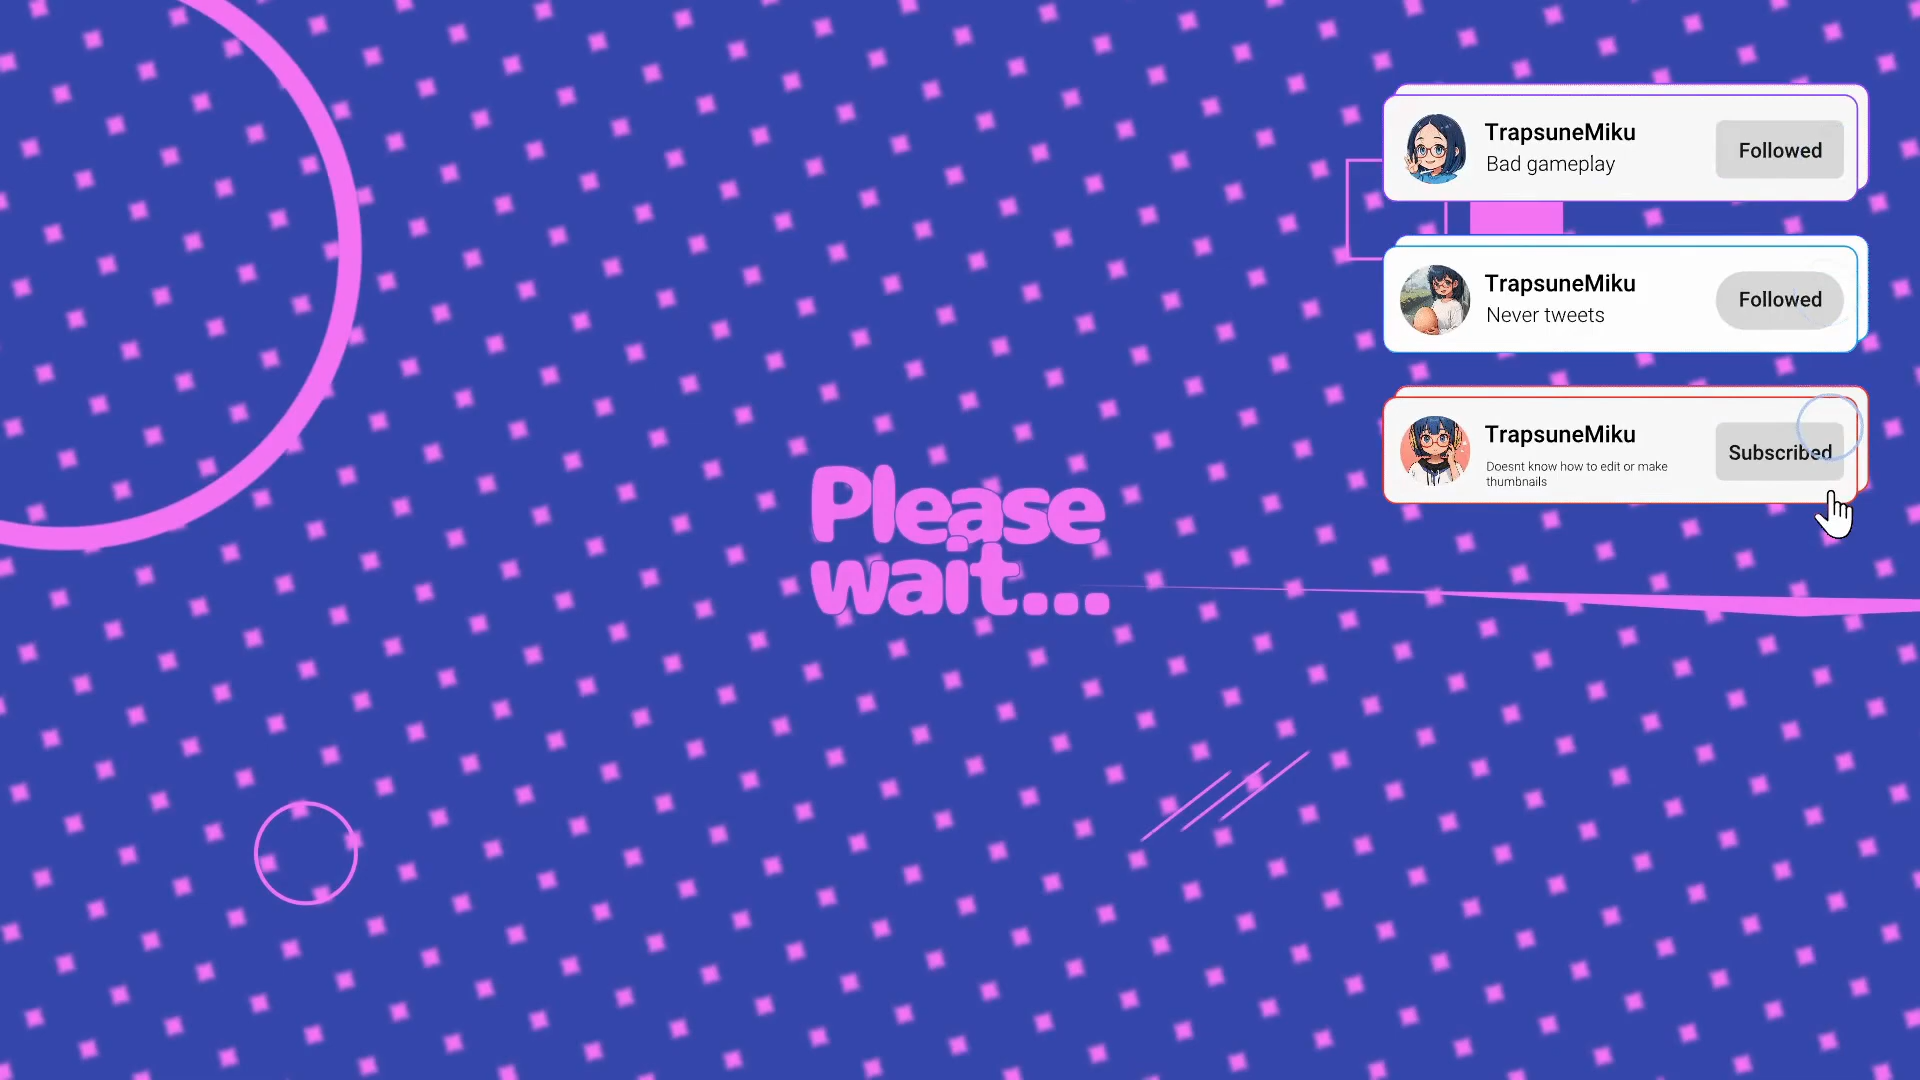 TrapsuneMiku
Bad gameplay
Followed
TrapsuneMiku
Never tweets
Followed
TrapsuneMiku
Doesnt know how to edit or make
thumbnails
Subscribed
Please
wait...